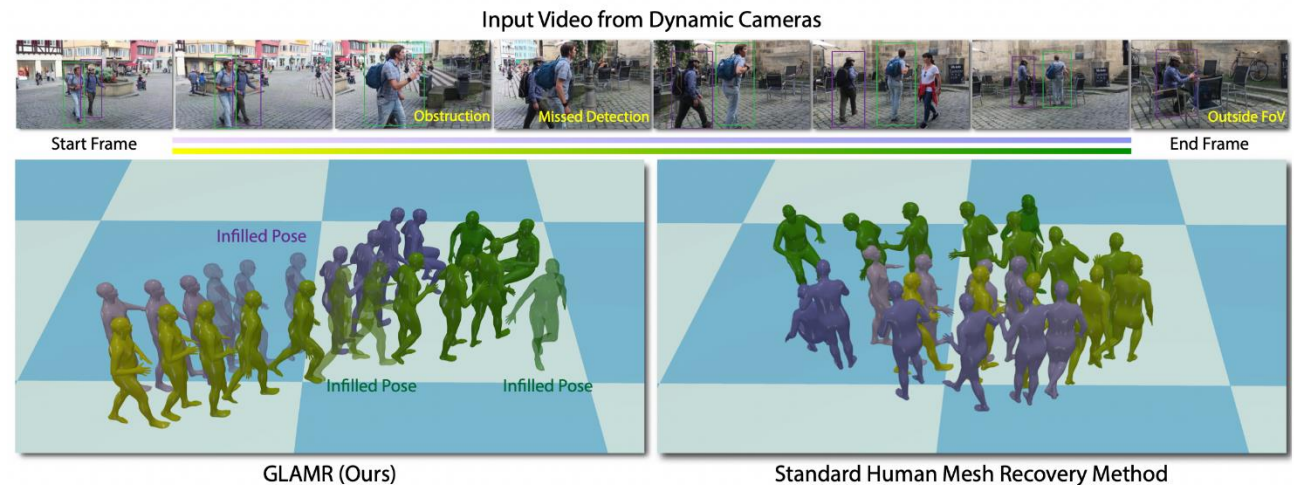 Input Video from Dynamic Cameras
Obstruction
Missed Detection
Outside FoV
Start Frame
End Frame
Infilled Pose
Infilled Pose
Infilled Pose
GLAMR (Ours)
Standard Human Mesh Recovery Method